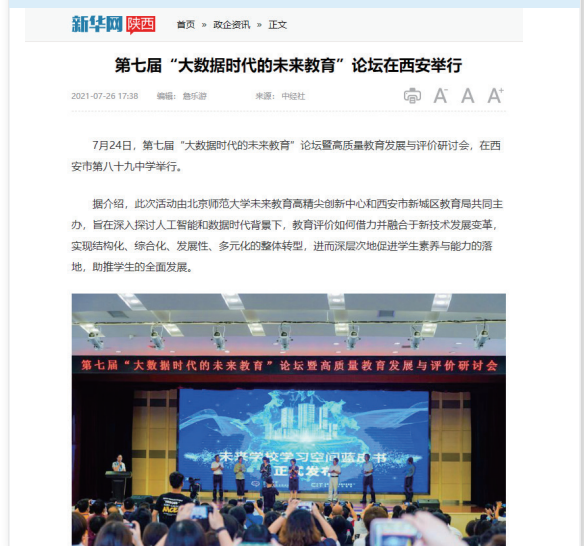 新华网 陕西 首页 » 政企资讯 » 正文
第七届“大数据时代的未来教育”论坛在西安举行
2021-07-26 17:38 编辑： 詹乐游 来源： 中经社
A- A A+
7月24日，第七届“大数据时代的未来教育”论坛暨高质量教育发展与评价研讨会，在西
安市第八十九中学举行。
据介绍，此次活动由北京师范大学未来教育高精尖创新中心和西安市新城区教育局共同主
办，旨在深入探讨人工智能和数据时代背景下，教育评价如何借力并融合于新技术发展变革，
实现结构化、综合化、发展性、多元化的整体转型，进而深层次地促进学生素养与能力的落
地，助推学生的全面发展。
第七届“大数据时代的未来教育”论坛暨高质量教育发展与评价研讨会
未来学校学习空间蓝皮书
正式发布